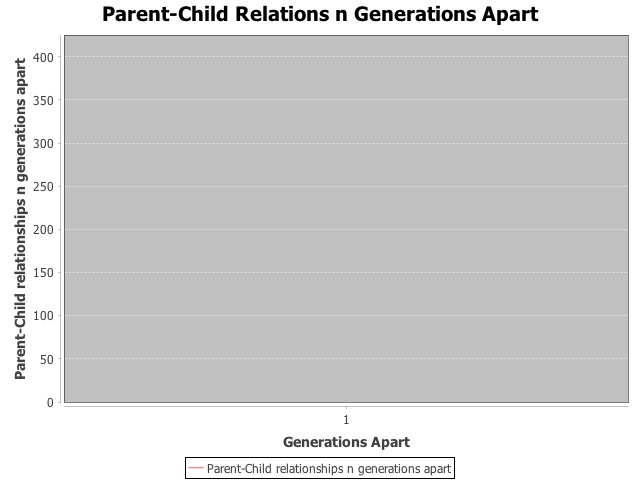 Parent-Child Relations n Generations Apart
Parent-Child relationships n generations apart
400
350
300
250
200
150
100
50
0
1
Generations Apart
Parent-Child relationships n generations apart